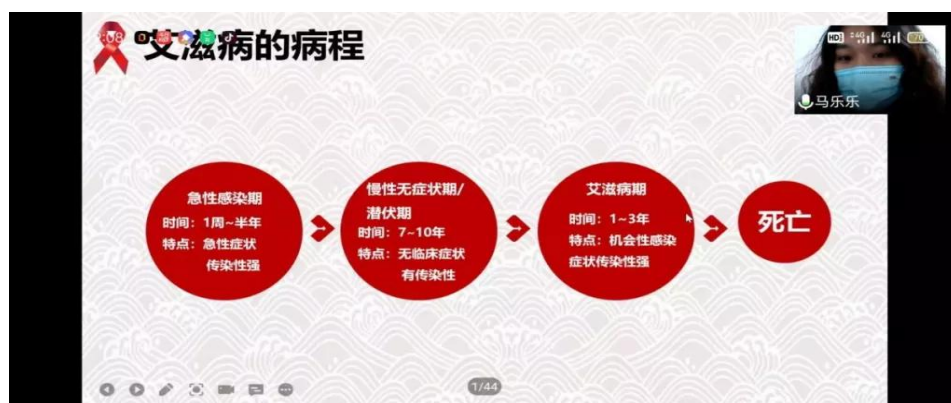 艾滋病的病程
马乐乐
急性感染期
时间：1周~半年
特点：急性症状
传染性强
慢性无症状期/
潜伏期
时间：7~10年
特点：无临床症状
有传染性
艾滋病期
时间：1~3年
特点：机会性感染
症状传染性强
死亡
1/44